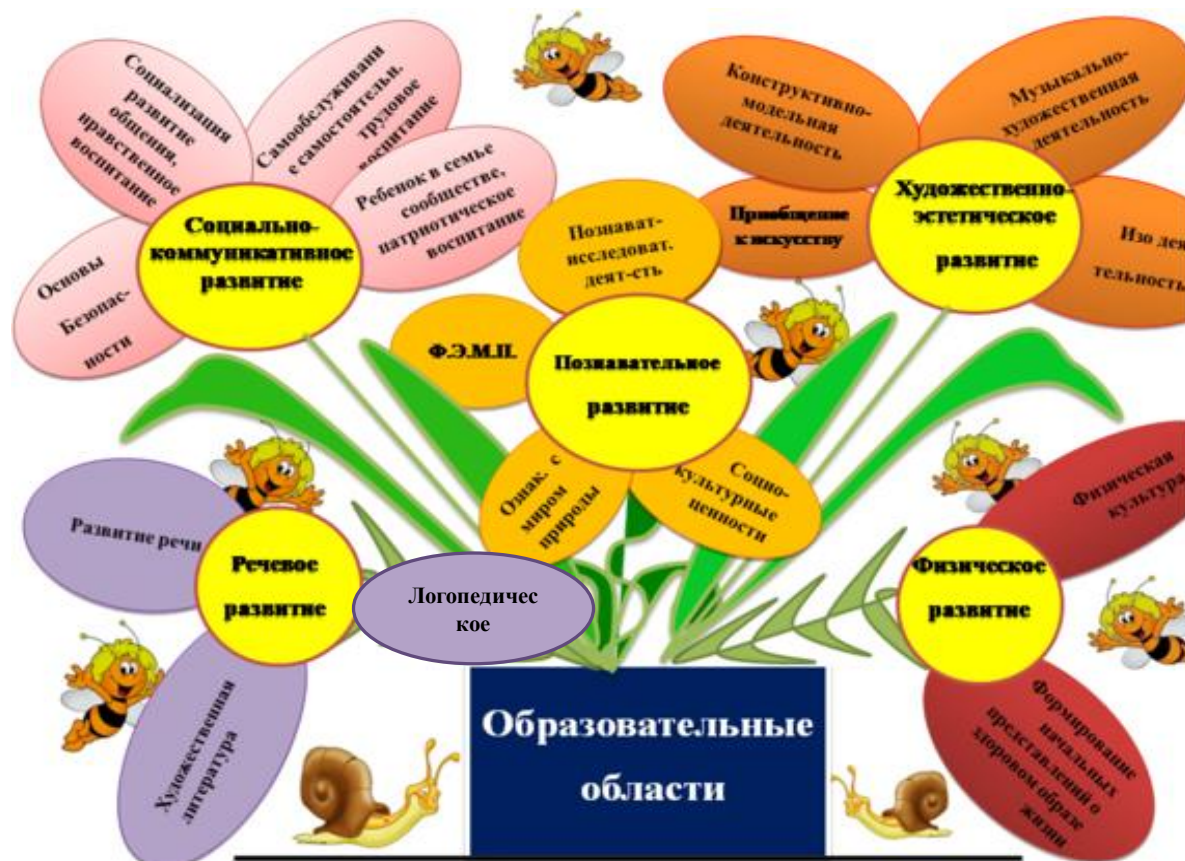 Социализация
развитие
общения,
нравственное
воспитание
Самообслуживани
е самостоятельн.
трудовое
воспитание
Ребенок в семье
сообществе,
патриотическое
воспитание
Основы
Безопас-
ности
Социально-
коммуникативное
развитие
Конструктивно-
модельная
деятельность
Музыкально-
художественная
деятельность
Приобщение
к искусству
Изо дея
тельность
Художественно-
эстетическое
развитие
Познават-
исследоват.
деят-сть
Ф.Э.М.П.
Познавательное
развитие
Ознак. с
миром
природы
Социо-
культурные
ценности
Развитие речи
Речевое
развитие
Логопедичес
кое
Художественная
литература
Физическая
культура
Физическое
развитие
Формирование
начальных
представлений о
здоровом образе
жизни
Образовательные
области